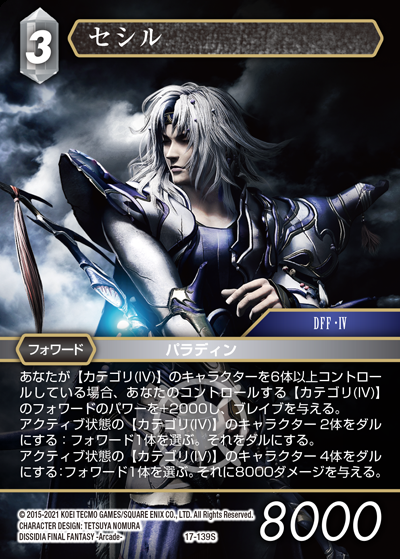 3
セシル
DFF・IV
フォワード
パラディン
あなたが【カテゴリ(IV)】のキャラクターを6体以上コントロー
ルしている場合、あなたのコントロールする【カテゴリ(IV)】
のフォワードのパワーを+2000し、ブレイブを与える。
アクティブ状態の【カテゴリ(IV)】のキャラクター 2体をダル
にする:フォワード1体を選ぶ。それをダルにする。
アクティブ状態の【カテゴリ(IV)】のキャラクター 4体をダル
にする:フォワード1体を選ぶ。それに8000ダメージを与える。
© 2015-2021 KOEI TECMO GAMES/SQUARE ENIX CO., LTD. All Rights Reserved.
CHARACTER DESIGN: TETSUYA NOMURA
DISSIDIA FINAL FANTASY -Arcade-
17-139S
8000